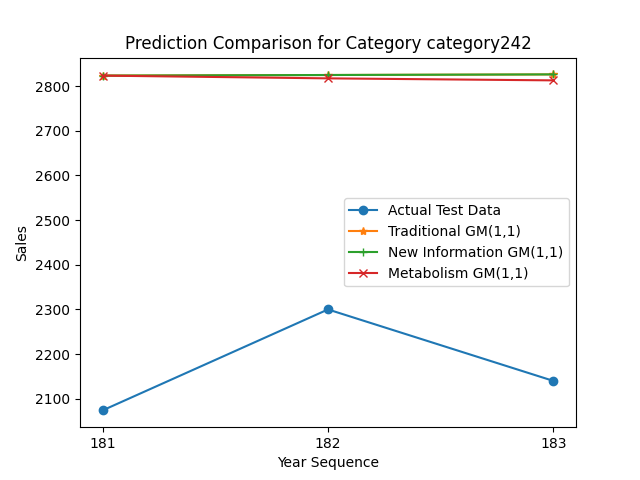 Prediction Comparison for Category category242
Sales
2800
2700
2600
2500
2400
2300
2200
2100
Actual Test Data
Traditional GM(1,1)
New Information GM(1,1)
Metabolism GM(1,1)
181
182
183
Year Sequence